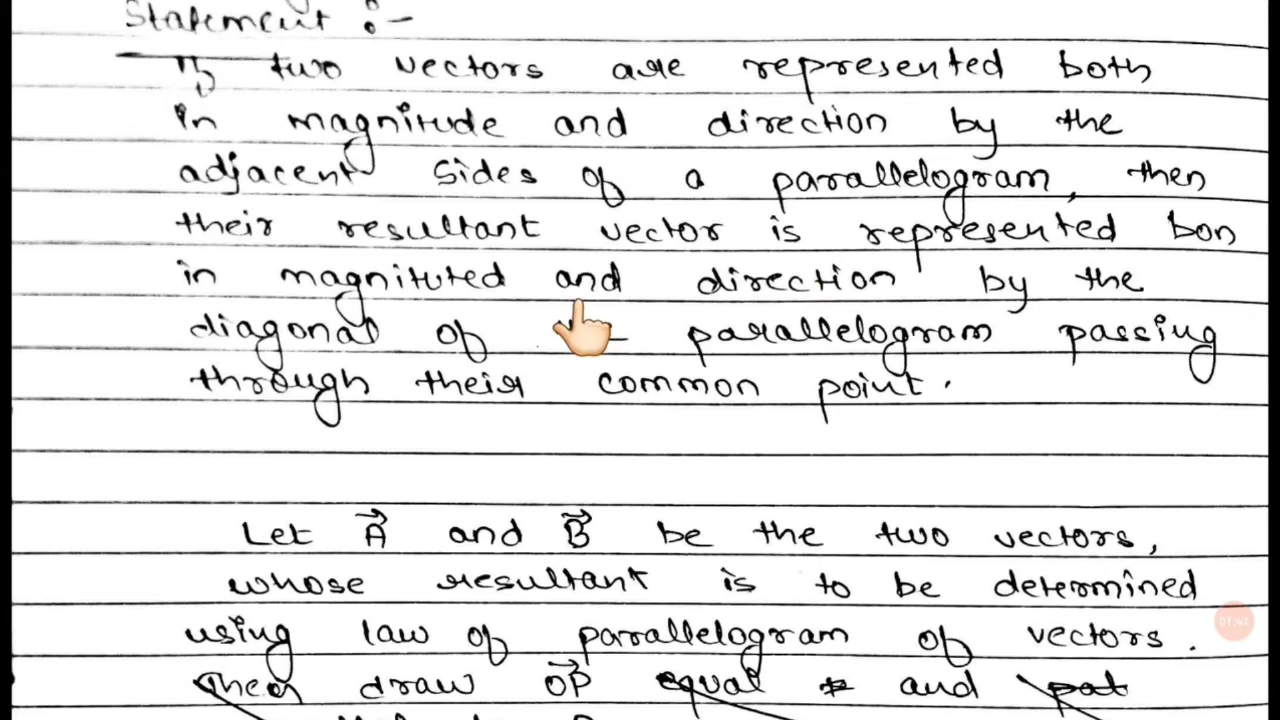 Statement :-
If two vectors are represented both
in magnitude and direction by the
adjacent sides of a parallelogram, then
their resultant vector is represented bon
in magnituted and direction by the
diagonal of parallelogram passing
through their common point.
Let A⃗ and B⃗ be the two vectors,
whose resultant is to be determined
using law of parallelogram of vectors.
Then draw OP⃗ equal and
01:43